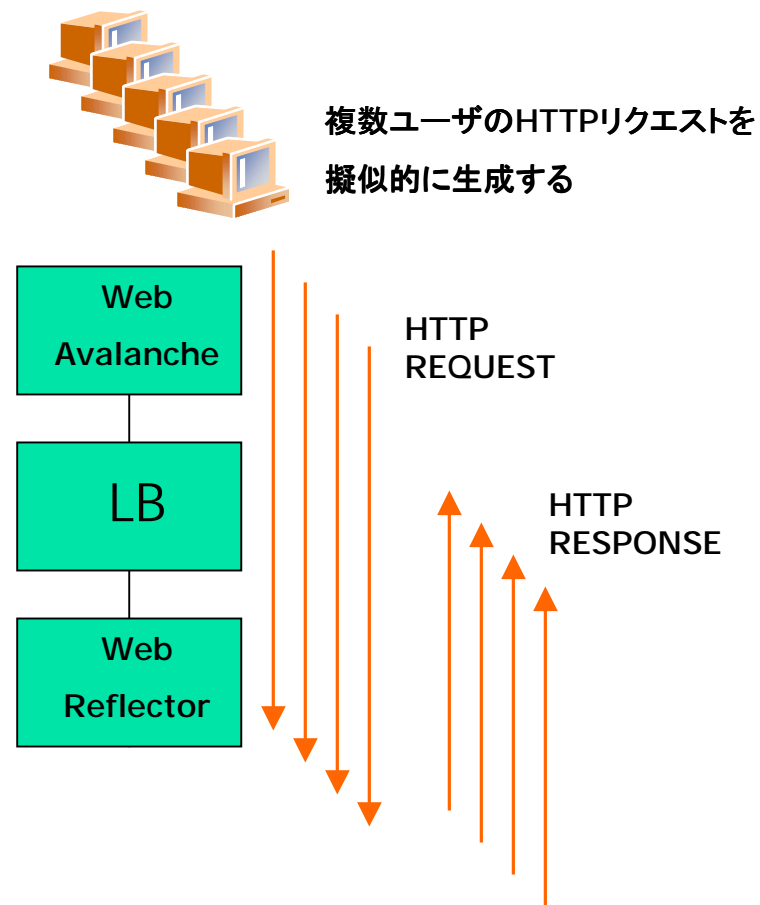 複数ユーザのHTTPリクエストを
擬似的に生成する
Web
Avalanche
HTTP
REQUEST
LB
HTTP
RESPONSE
Web
Reflector